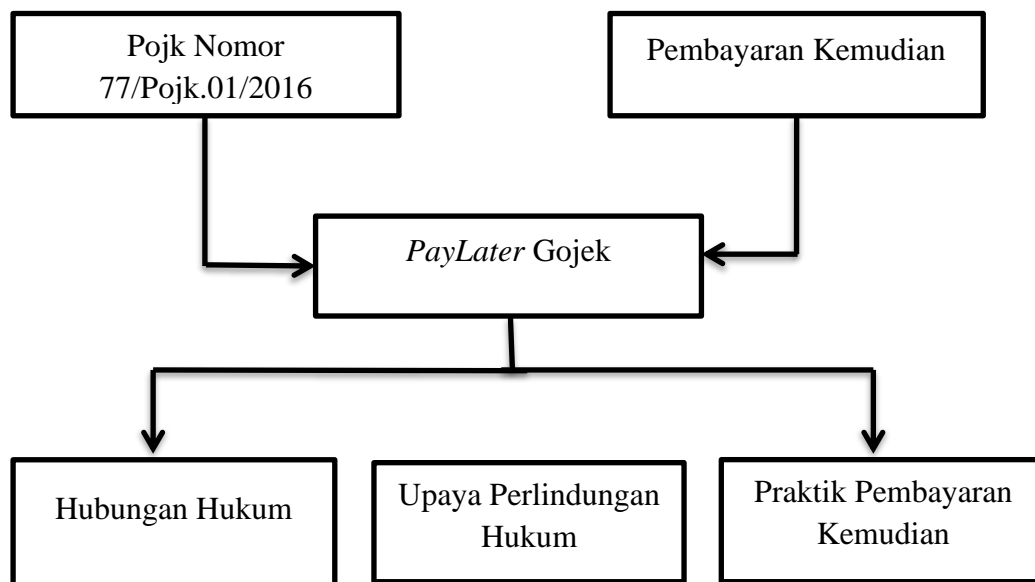 Pojk Nomor
77/Pojk.01/2016
Pembayaran Kemudian
PayLater Gojek
Hubungan Hukum
Upaya Perlindungan
Hukum
Praktik Pembayaran
Kemudian